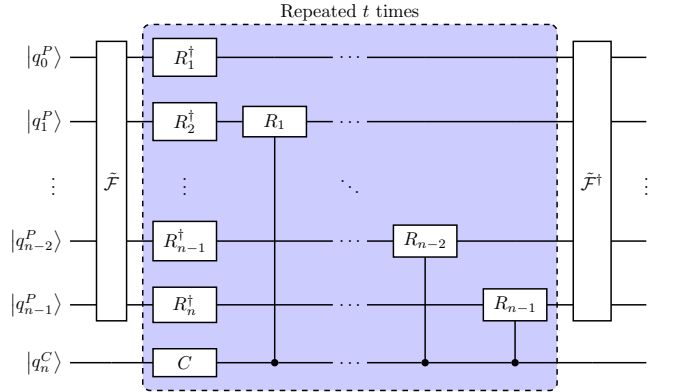 Repeated t times
|q_0^P⟩ R_1^† ···
|q_1^P⟩ R_2^† R_1 ···
⋮ F̃ ⋮ ⋱ F̃^† ⋮
|q_{n−2}^P⟩ R_{n−1}^† ··· R_{n−2}
|q_{n−1}^P⟩ R_n^† ··· R_{n−1}
|q_n^C⟩ C ···